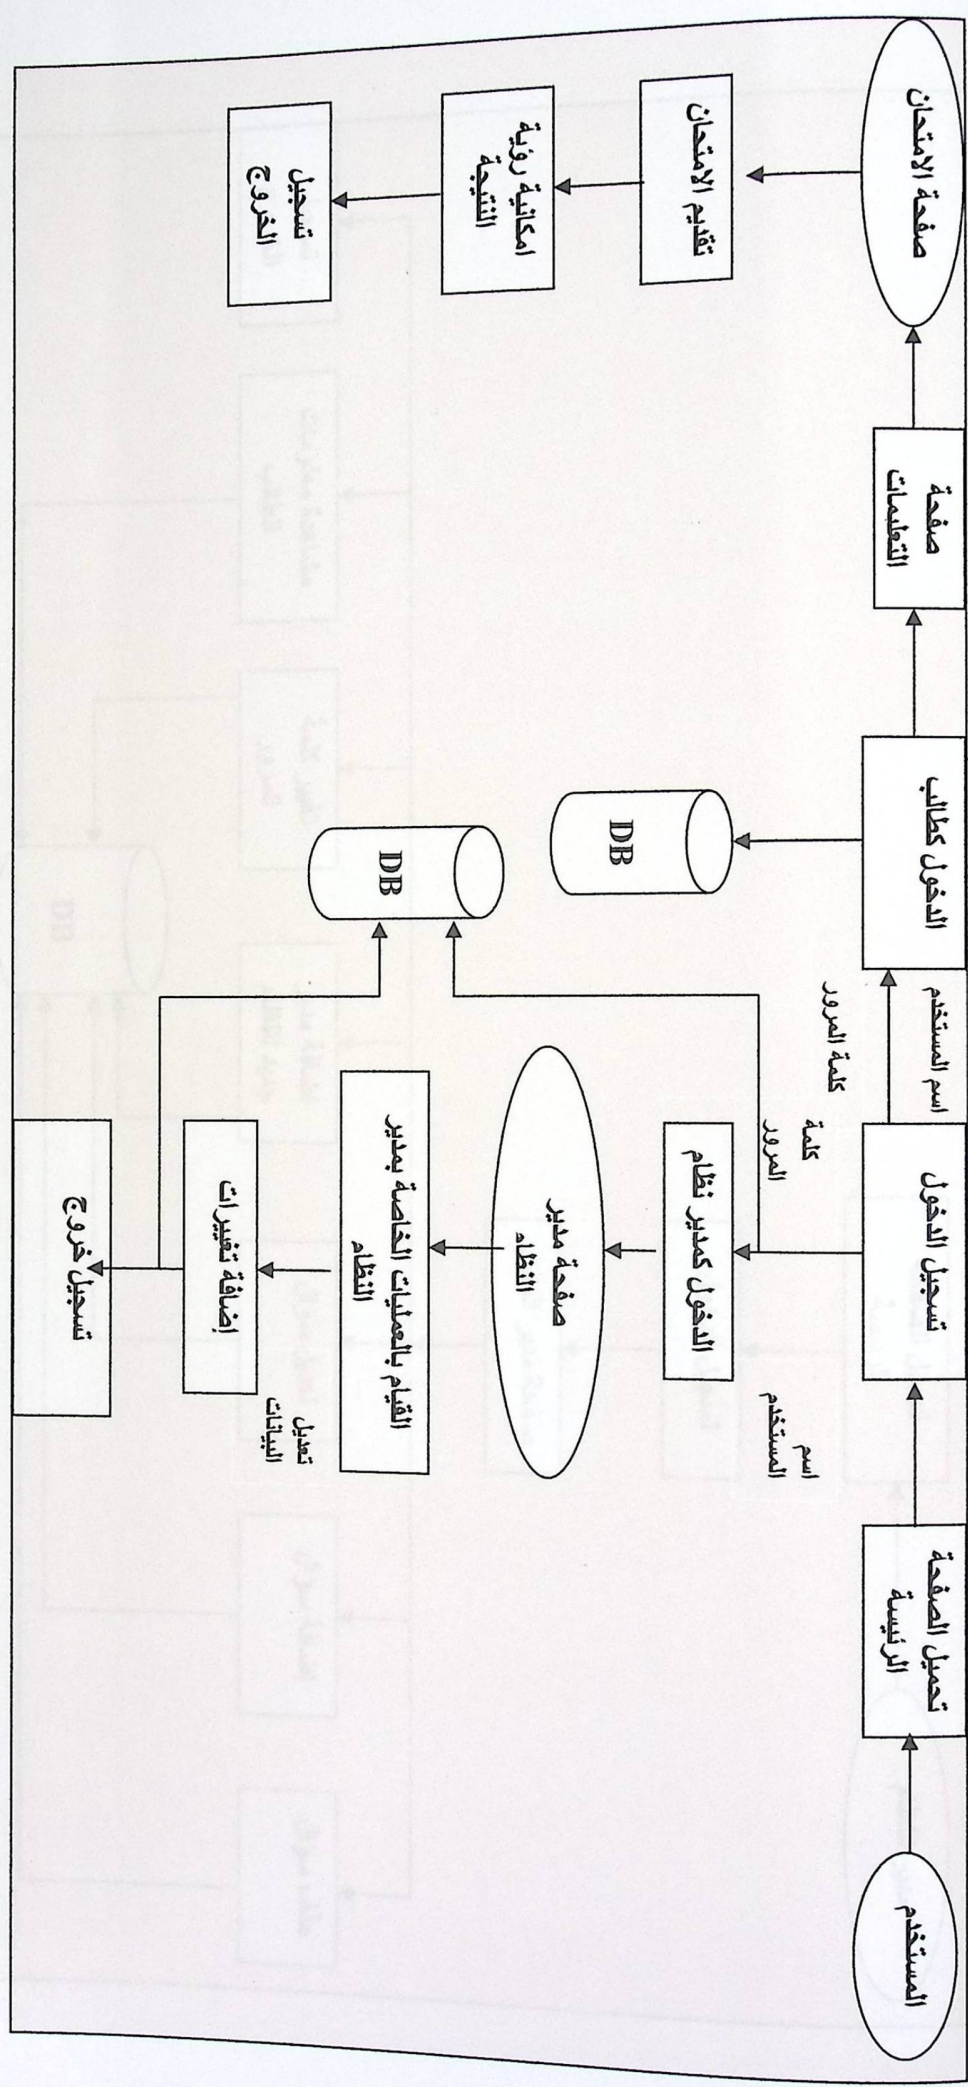 المستخدم
تحميل الصفحة
الرئيسة
تسجيل الدخول
اسم المستخدم
كلمة المرور
الدخول كطالب
صفحة
التعليمات
صفحة الامتحان
تقديم الامتحان
امكانية رؤية
النتيجة
تسجيل
الخروج
DB
اسم
المستخدم
كلمة
المرور
الدخول كمدير نظام
صفحة مدير
النظام
القيام بالعمليات الخاصة بمدير
النظام
تعديل
البيانات
إضافة تغييرات
تسجيل خروج
DB